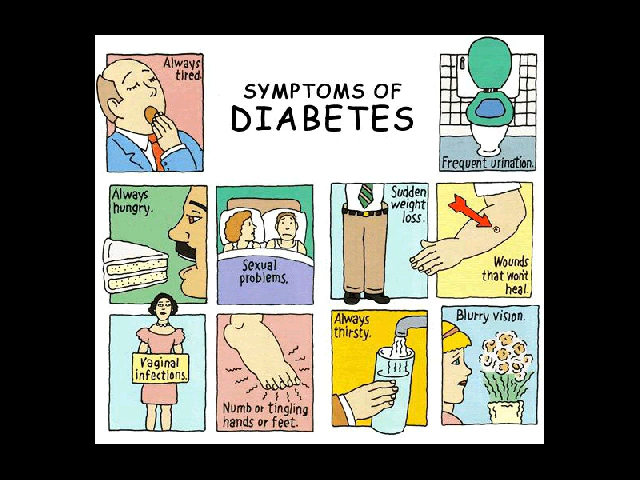 Always
tired.
SYMPTOMS OF
DIABETES
Frequent urination.
Always
hungry.
Sexual
problems.
Sudden
weight
loss.
Wounds
that won't
heal.
Vaginal
infections.
Numb or tingling
hands or feet.
Always
thirsty.
Blurry vision.